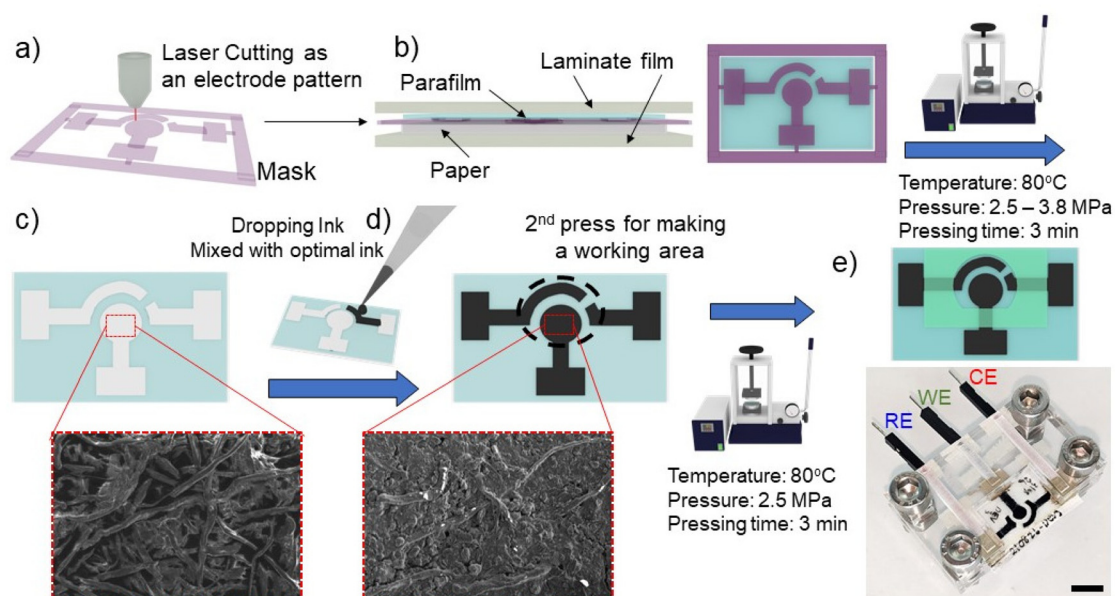 a)
Laser Cutting as
an electrode pattern
Mask
b)
Laminate film
Parafilm
Paper
Temperature: 80°C
Pressure: 2.5 – 3.8 MPa
Pressing time: 3 min
c)
Dropping Ink
Mixed with optimal ink
d)
2nd press for making
a working area
Temperature: 80°C
Pressure: 2.5 MPa
Pressing time: 3 min
e)
RE
WE
CE